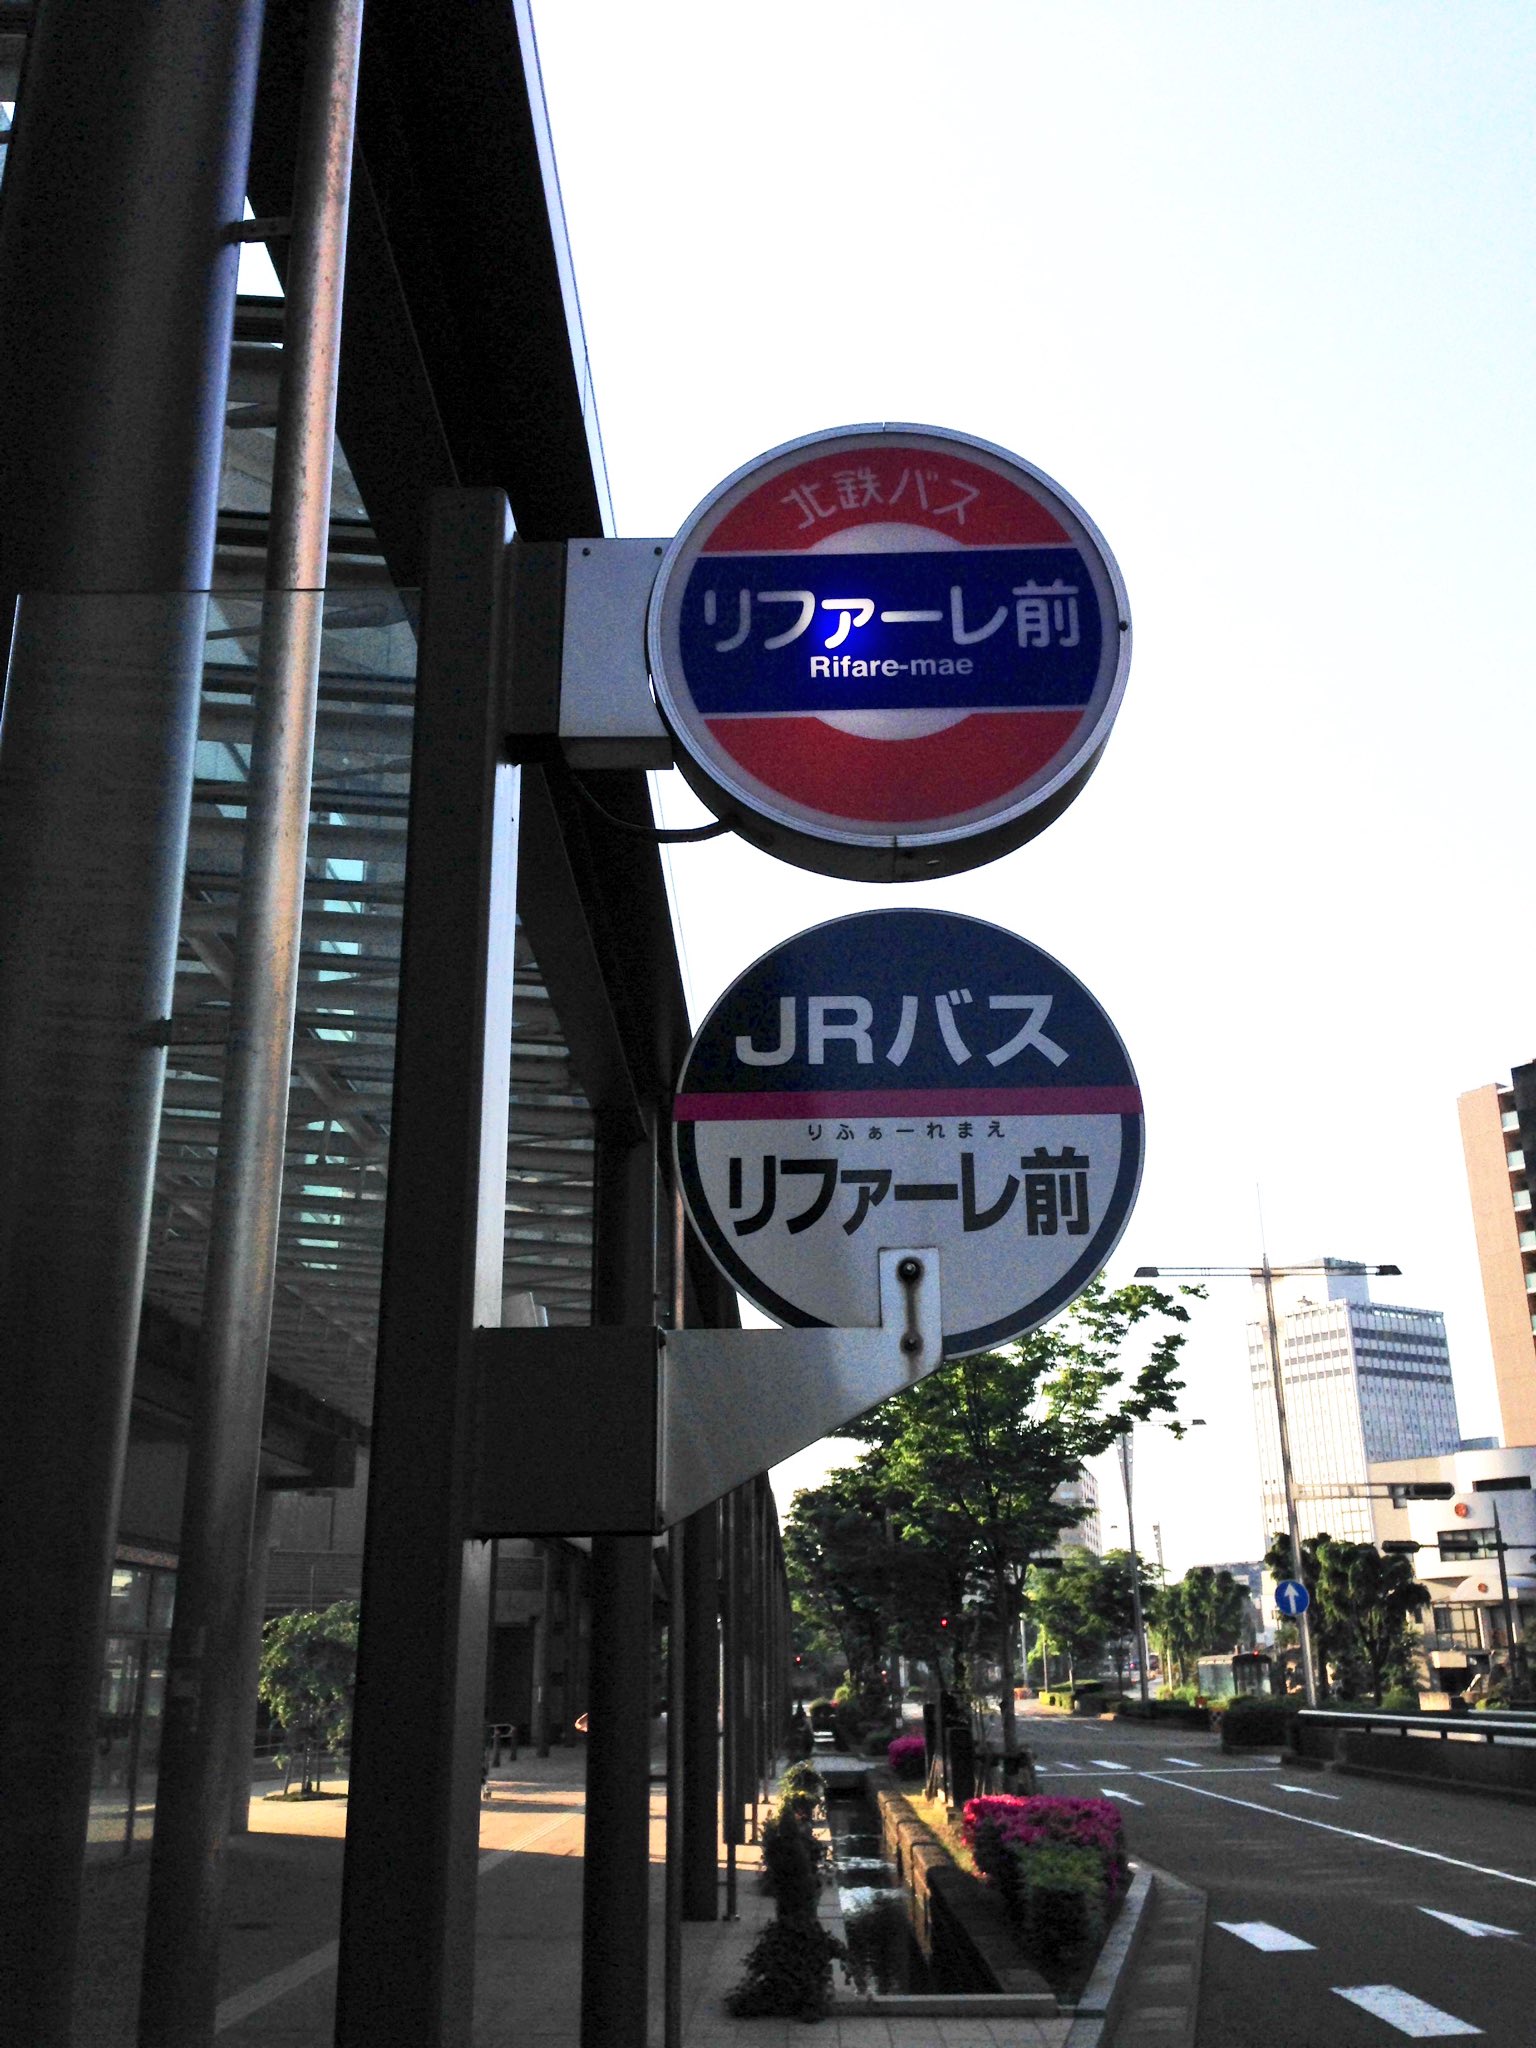 北鉄バス
リファーレ前
Rifare-mae
JRバス
りふぁーれまえ
リファーレ前